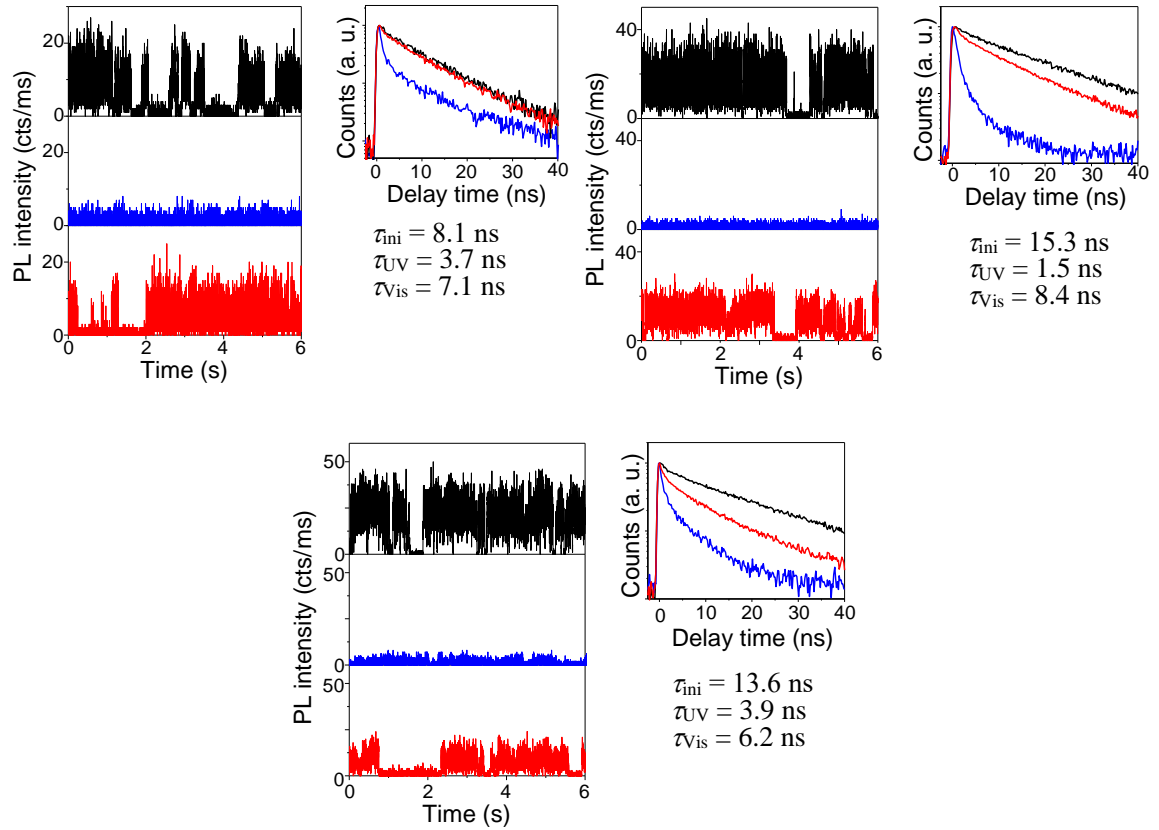 PL intensity (cts/ms)
20
0
20
0
20
0
0 2 4 6
Time (s)
Counts (a. u.)
0 10 20 30 40
Delay time (ns)
τini = 8.1 ns
τUV = 3.7 ns
τVis = 7.1 ns
PL intensity (cts/ms)
40
0
40
0
40
0
0 2 4 6
Time (s)
Counts (a. u.)
0 10 20 30 40
Delay time (ns)
τini = 15.3 ns
τUV = 1.5 ns
τVis = 8.4 ns
PL intensity (cts/ms)
50
0
50
0
50
0
0 2 4 6
Time (s)
Counts (a. u.)
0 10 20 30 40
Delay time (ns)
τini = 13.6 ns
τUV = 3.9 ns
τVis = 6.2 ns